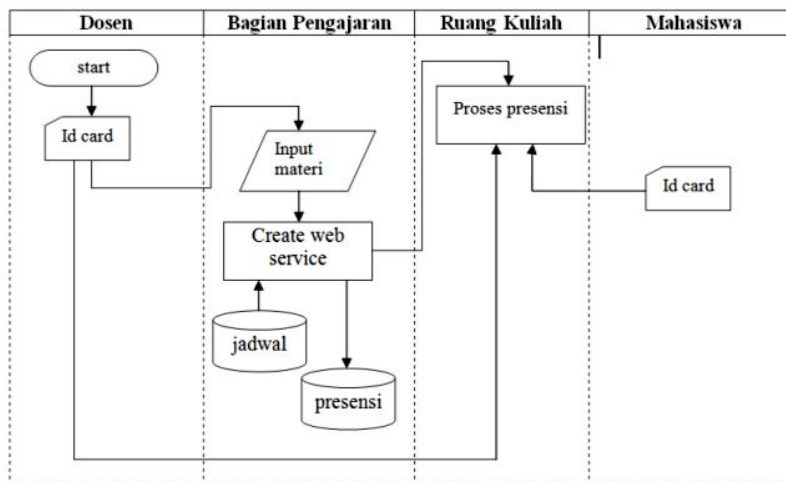 Dosen
Bagian Pengajaran
Ruang Kuliah
Mahasiswa
start
Id card
Input
materi
Create web
service
jadwal
presensi
Proses presensi
Id card